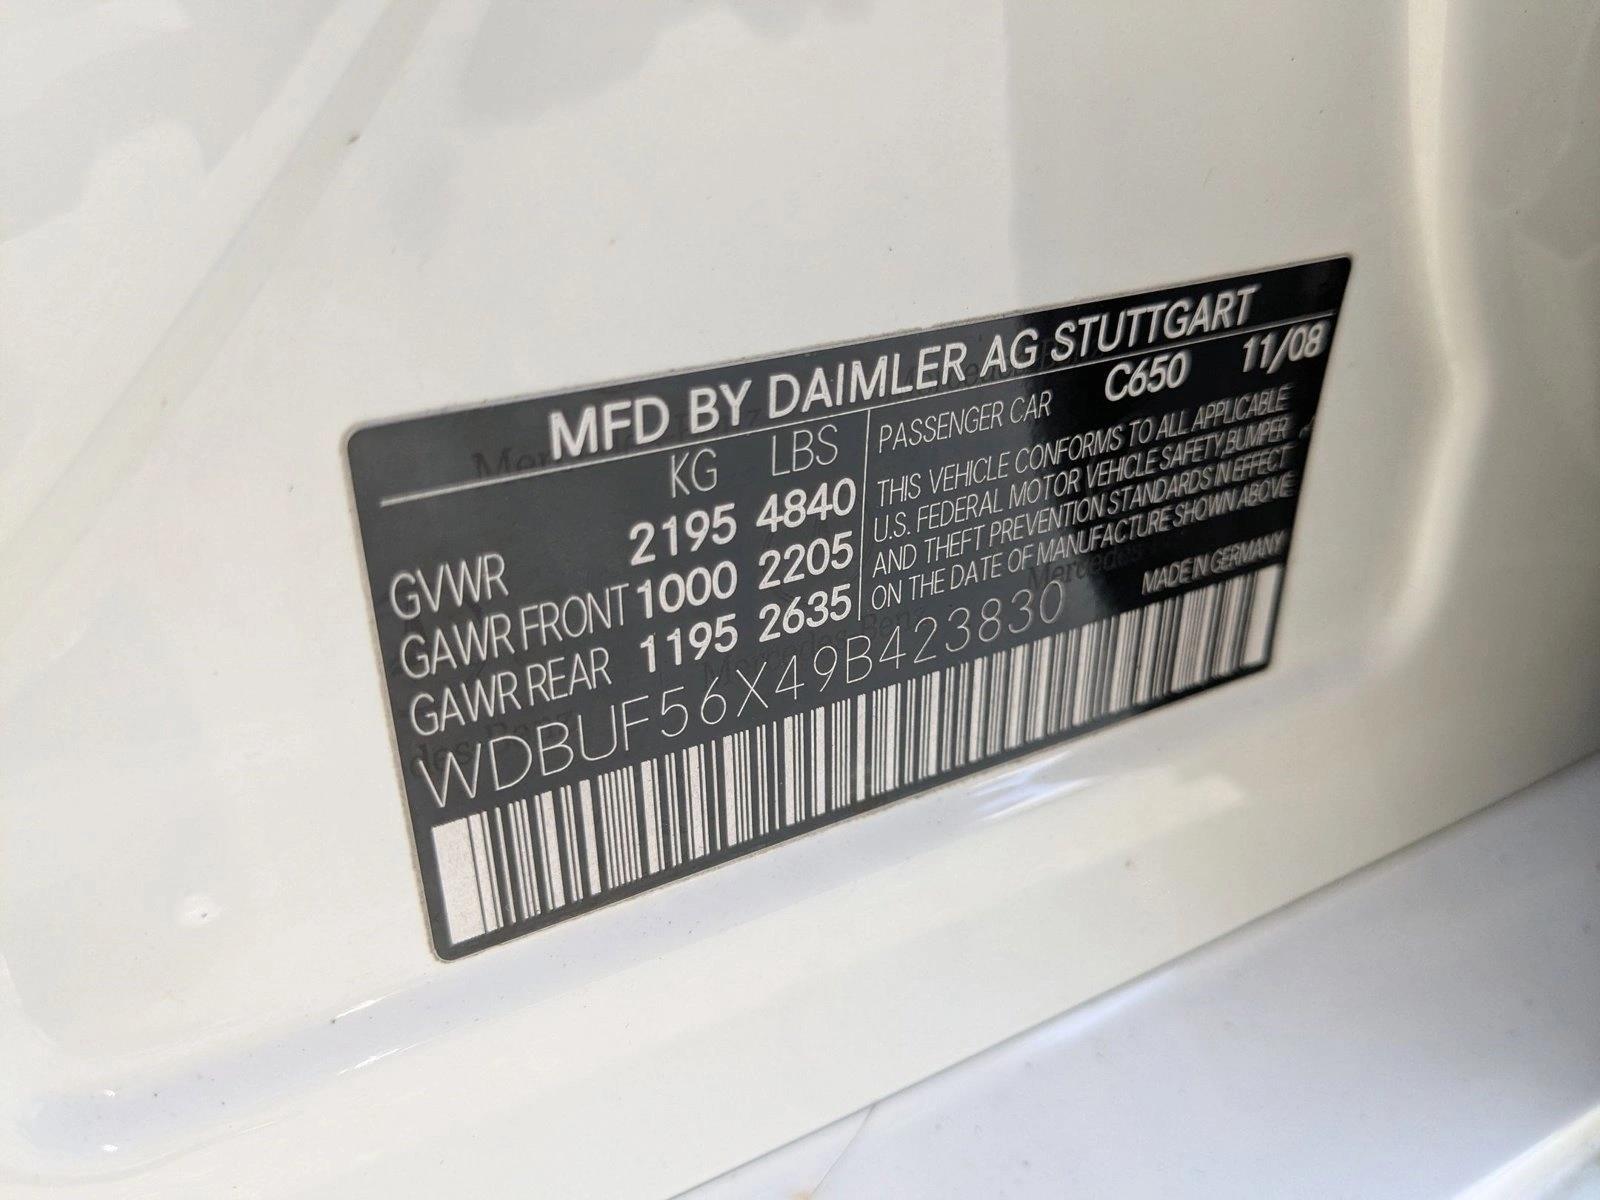 MFD BY DAIMLER AG STUTTGART
KG LBS
GVWR 2195 4840
GAWR FRONT 1000 2205
GAWR REAR 1195 2635
PASSENGER CAR C650 11/08
THIS VEHICLE CONFORMS TO ALL APPLICABLE
U.S. FEDERAL MOTOR VEHICLE SAFETY, BUMPER
AND THEFT PREVENTION STANDARDS IN EFFECT
ON THE DATE OF MANUFACTURE SHOWN ABOVE
MADE IN GERMANY
WDBUF56X49B423830